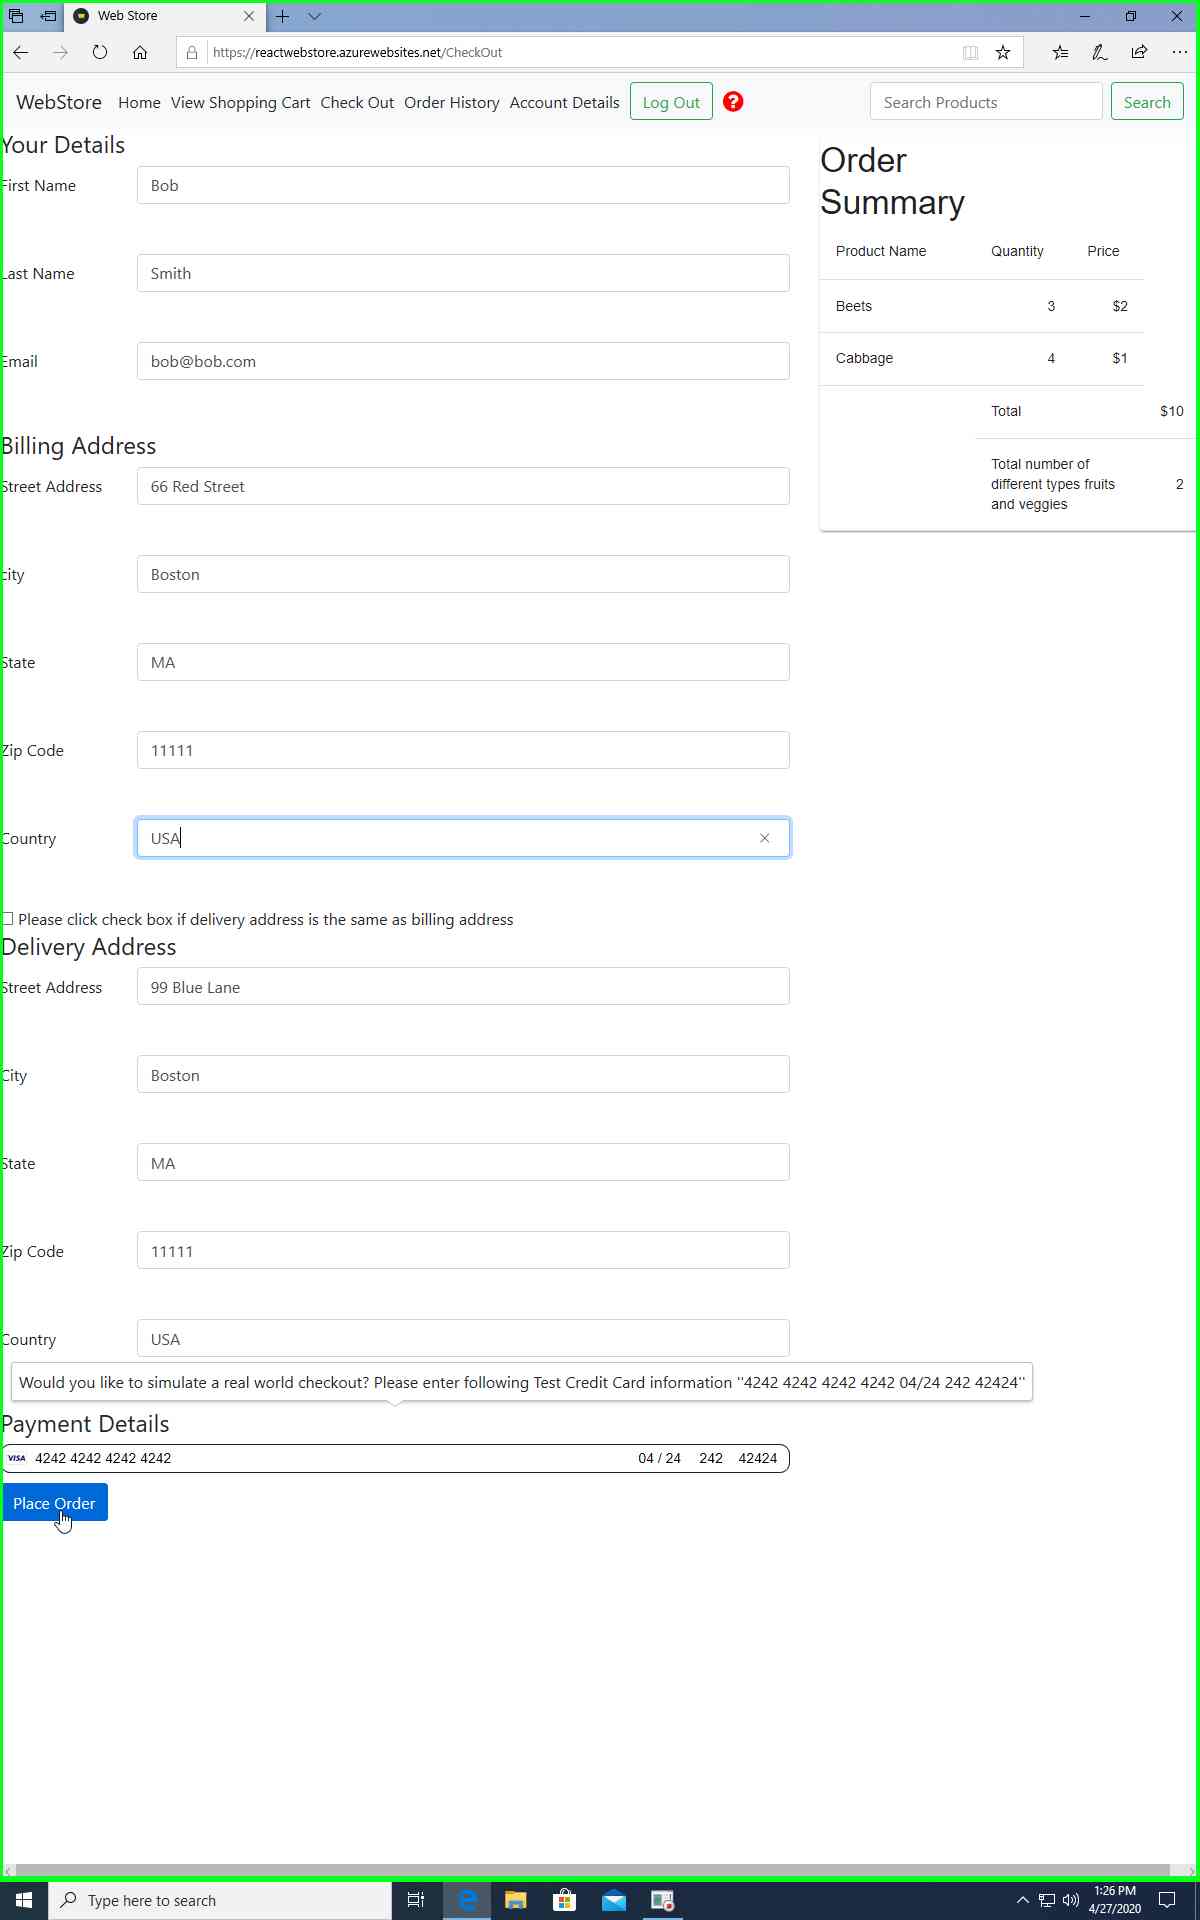 Web Store
https://reactwebstore.azurewebsites.net/CheckOut
WebStore Home View Shopping Cart Check Out Order History Account Details Log Out ? Search Products Search
Your Details
First Name Bob
Last Name Smith
Email bob@bob.com
Billing Address
Street Address 66 Red Street
city Boston
State MA
Zip Code 11111
Country USA
Please click check box if delivery address is the same as billing address
Delivery Address
Street Address 99 Blue Lane
City Boston
State MA
Zip Code 11111
Country USA
Would you like to simulate a real world checkout? Please enter following Test Credit Card information "4242 4242 4242 4242 04/24 242 42424"
Payment Details
VISA 4242 4242 4242 4242 04 / 24 242 42424
Place Order
Order
Summary
Product Name Quantity Price
Beets 3 $2
Cabbage 4 $1
Total $10
Total number of
different types fruits
and veggies
2
Type here to search
1:26 PM
4/27/2020